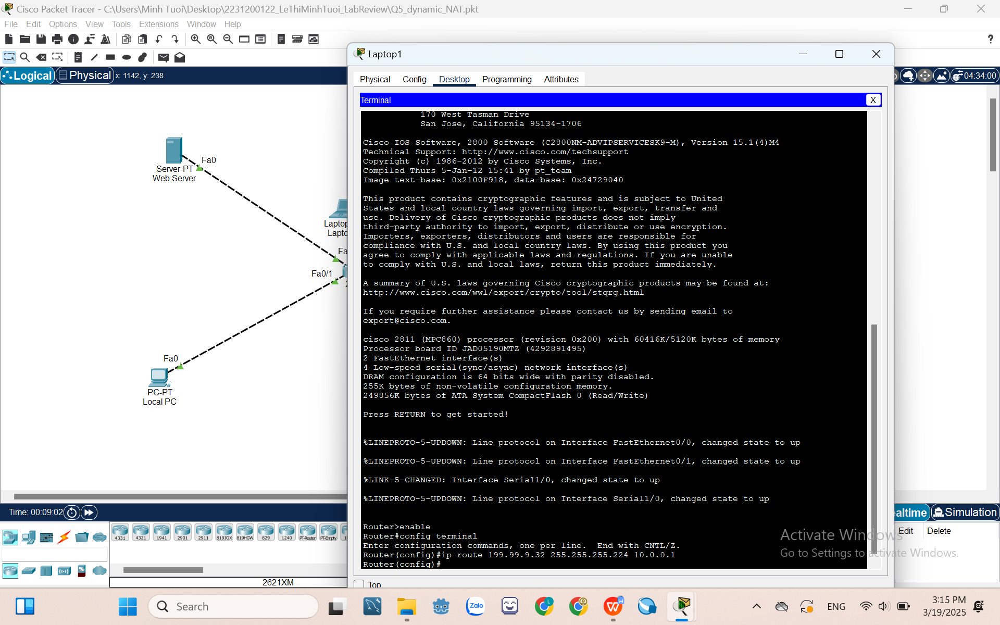 Cisco Packet Tracer - C:\Users\Minh Tuoi\Desktop\2231200122_LeThiMinhTuoi_LabReview\Q5_dynamic_NAT.pkt
File Edit Options View Tools Extensions Window Help
Logical Physical x: 1142, y: 238
04:34:00
Server-PT
Web Server
Fa0
Fa0/1
Fa0
PC-PT
Local PC
Laptop1
Physical Config Desktop Programming Attributes
Terminal X
170 West Tasman Drive
San Jose, California 95134-1706
Cisco IOS Software, 2800 Software (C2800NM-ADVIPSERVICESK9-M), Version 15.1(4)M4
Technical Support: http://www.cisco.com/techsupport
Copyright (c) 1986-2012 by Cisco Systems, Inc.
Compiled Thurs 5-Jan-12 15:41 by pt_team
Image text-base: 0x2100F918, data-base: 0x24729040
This product contains cryptographic features and is subject to United
States and local country laws governing import, export, transfer and
use. Delivery of Cisco cryptographic products does not imply
third-party authority to import, export, distribute or use encryption.
Importers, exporters, distributors and users are responsible for
compliance with U.S. and local country laws. By using this product you
agree to comply with applicable laws and regulations. If you are unable
to comply with U.S. and local laws, return this product immediately.
A summary of U.S. laws governing Cisco cryptographic products may be found at:
http://www.cisco.com/wwl/export/crypto/tool/stqrg.html
If you require further assistance please contact us by sending email to
export@cisco.com.
cisco 2811 (MPC860) processor (revision 0x200) with 60416K/5120K bytes of memory
Processor board ID JAD05190MTZ (4292891495)
2 FastEthernet interface(s)
4 Low-speed serial(sync/async) network interface(s)
DRAM configuration is 64 bits wide with parity disabled.
255K bytes of non-volatile configuration memory.
249856K bytes of ATA System CompactFlash 0 (Read/Write)
Press RETURN to get started!
%LINEPROTO-5-UPDOWN: Line protocol on Interface FastEthernet0/0, changed state to up
%LINEPROTO-5-UPDOWN: Line protocol on Interface FastEthernet0/1, changed state to up
%LINK-5-CHANGED: Interface Serial1/0, changed state to up
%LINEPROTO-5-UPDOWN: Line protocol on Interface Serial1/0, changed state to up
Router>enable
Router#config terminal
Enter configuration commands, one per line.  End with CNTL/Z.
Router(config)#ip route 199.99.9.32 255.255.255.224 10.0.0.1
Router(config)#
Top
Time: 00:09:02
altime Simulation
Edit Delete
4331 4321 1941 2901 2911 819IOX 819HGW 829 1240 PT-Router PT-Empty
2621XM
Activate Windows
Go to Settings to activate Windows.
Search
Zalo
ENG
3:15 PM
3/19/2025